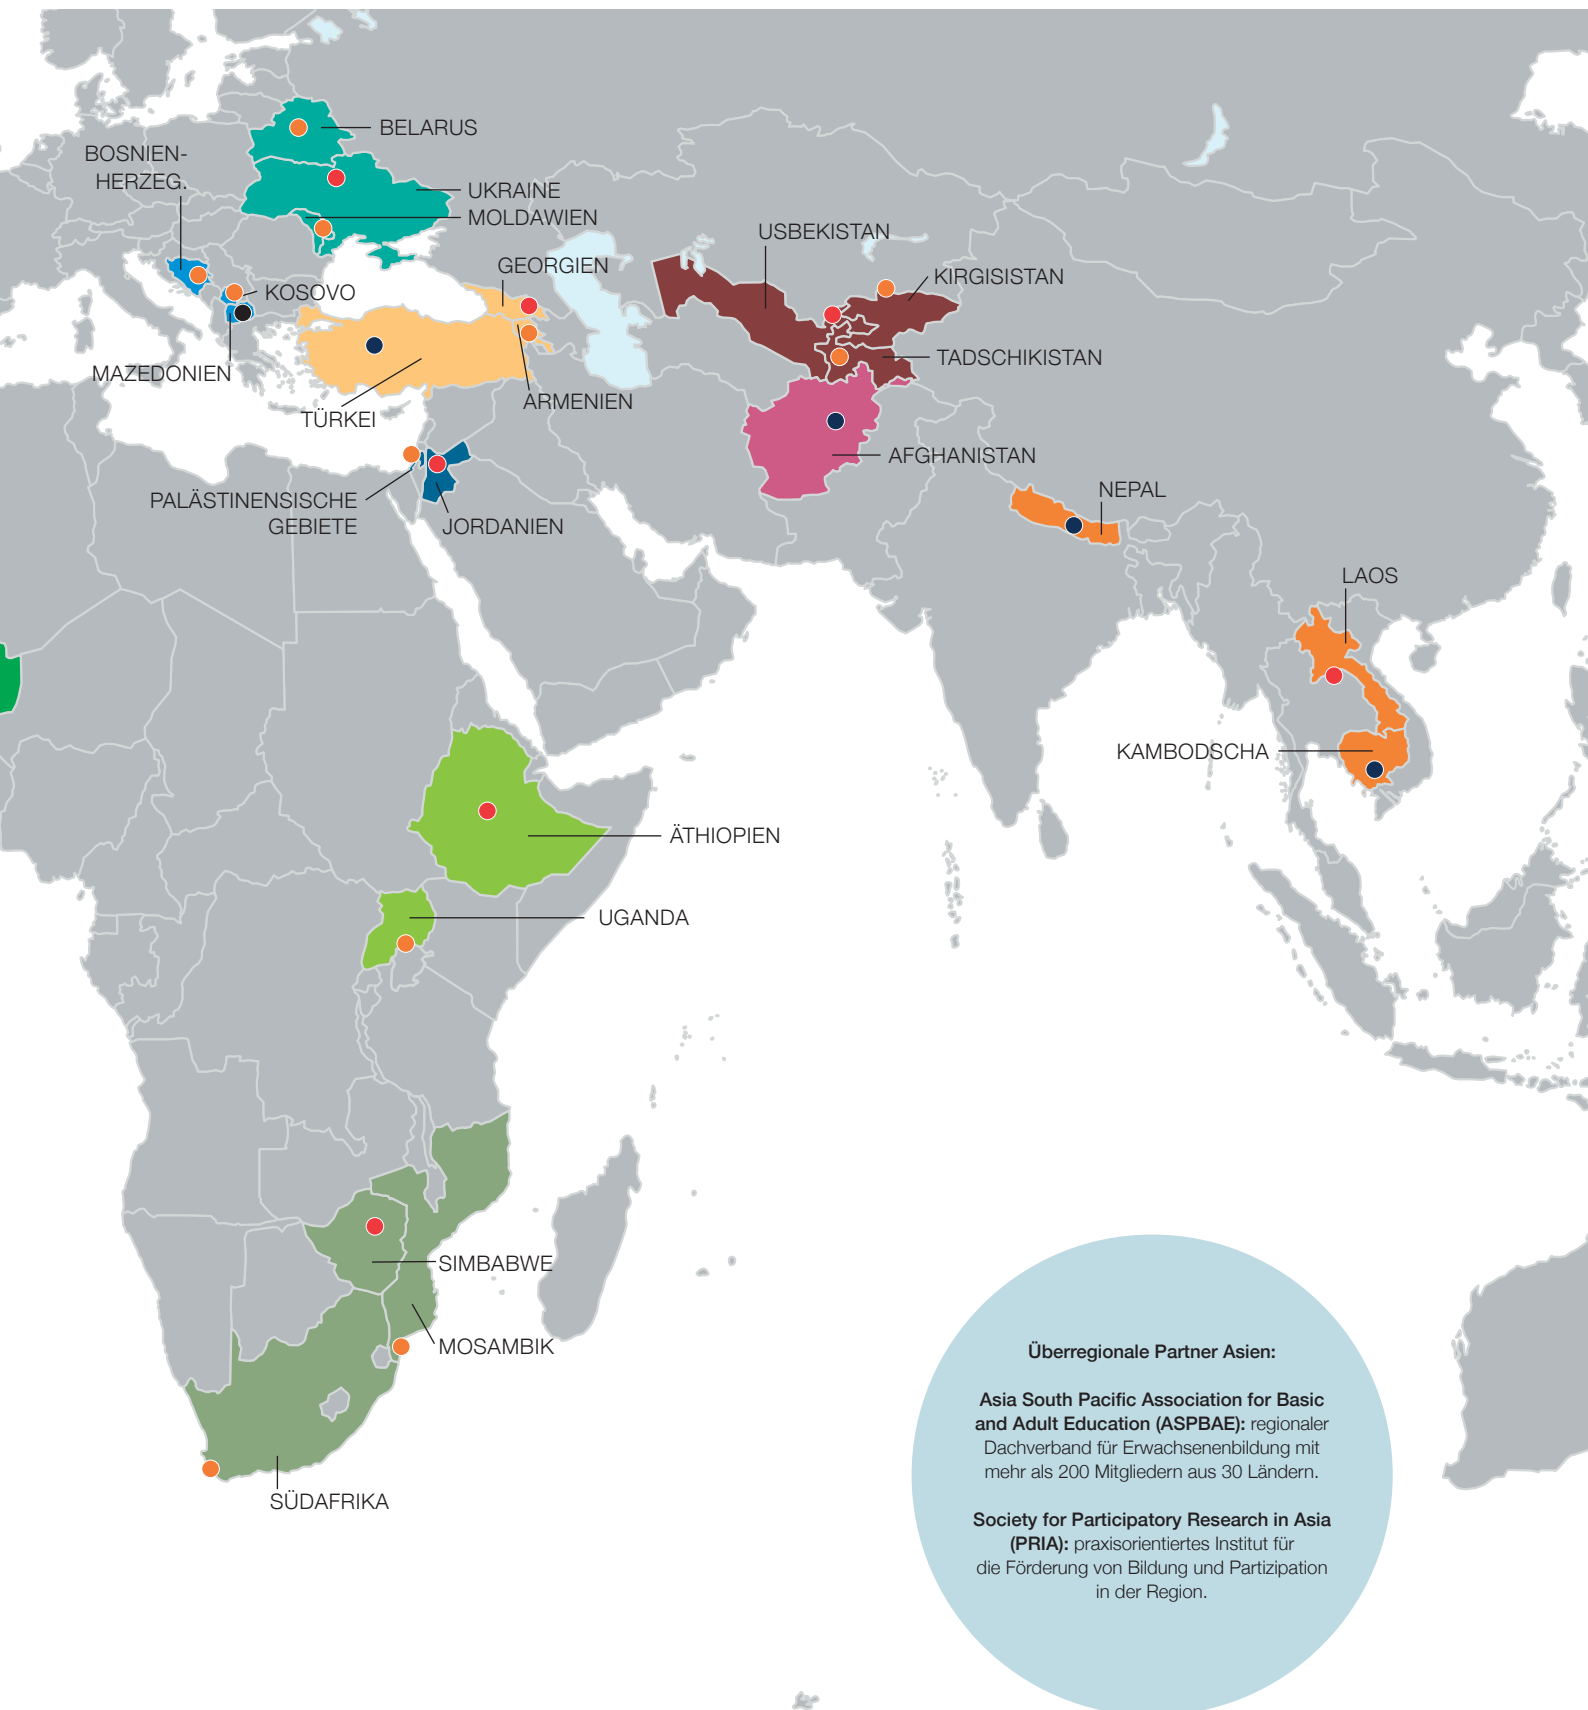 BELARUS
BOSNIEN-
HERZEG.
UKRAINE
MOLDAWIEN
USBEKISTAN
GEORGIEN
KIRGISISTAN
KOSOVO
TADSCHIKISTAN
MAZEDONIEN
ARMENIEN
TÜRKEI
AFGHANISTAN
PALÄSTINENSISCHE
GEBIETE
JORDANIEN
NEPAL
LAOS
KAMBODSCHA
ÄTHIOPIEN
UGANDA
SIMBABWE
MOSAMBIK
SÜDAFRIKA
Überregionale Partner Asien:
Asia South Pacific Association for Basic
and Adult Education (ASPBAE): regionaler
Dachverband für Erwachsenenbildung mit
mehr als 200 Mitgliedern aus 30 Ländern.
Society for Participatory Research in Asia
(PRIA): praxisorientiertes Institut für
die Förderung von Bildung und Partizipation
in der Region.